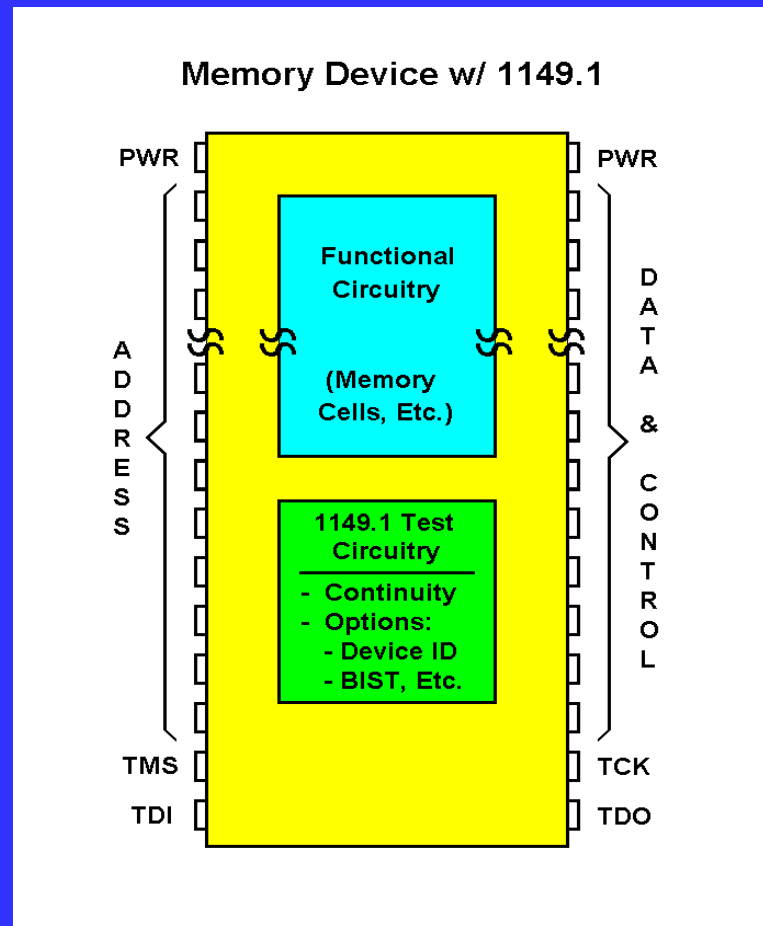 Memory Device w/ 1149.1
PWR
PWR
Functional
Circuitry
(Memory
Cells, Etc.)
ADDRESS
DATA & CONTROL
1149.1 Test
Circuitry
- Continuity
- Options:
- Device ID
- BIST, Etc.
TMS
TCK
TDI
TDO